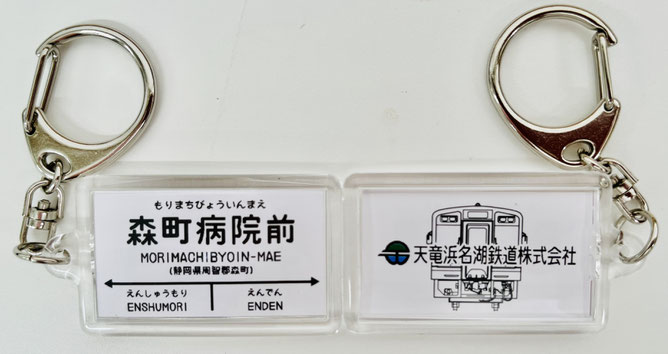 もりまちびょういんまえ
森町病院前
MORIMACHIBYOIN-MAE
(静岡県周智郡森町)
えんしゅうもり えんでん
ENSHUMORI ENDEN
天竜浜名湖鉄道株式会社